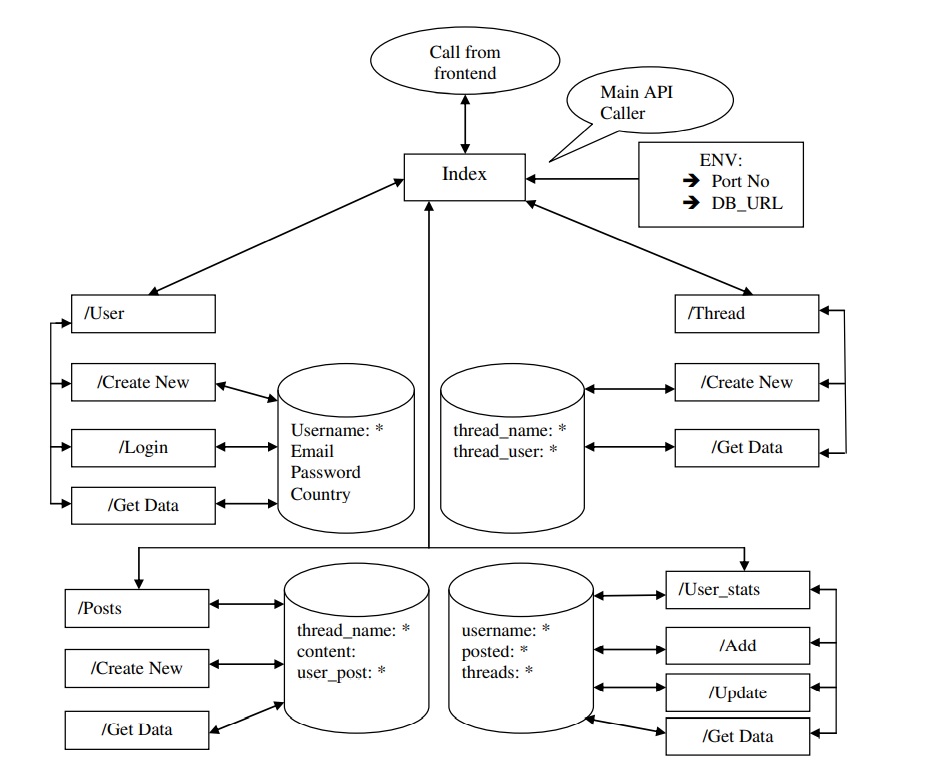 Call from
frontend
Main API
Caller
Index
ENV:
➔ Port No
➔ DB_URL
/User
/Create New
/Login
/Get Data
Username: *
Email
Password
Country
thread_name: *
thread_user: *
/Thread
/Create New
/Get Data
/Posts
/Create New
/Get Data
thread_name: *
content:
user_post: *
username: *
posted: *
threads: *
/User_stats
/Add
/Update
/Get Data